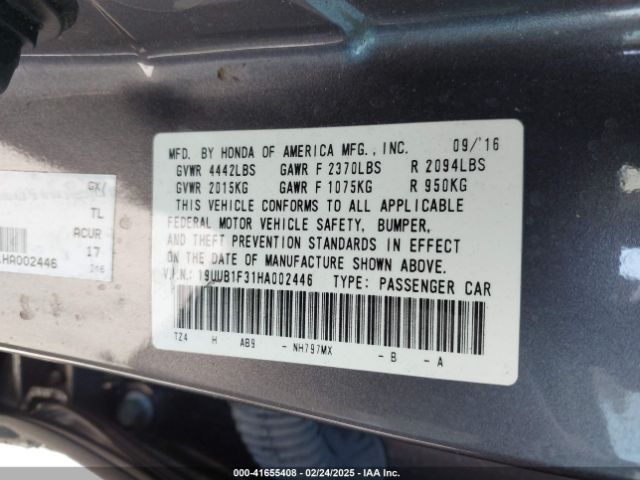 MFD. BY HONDA OF AMERICA MFG., INC. 09/'16
GVWR 4442LBS GAWR F 2370LBS R 2094LBS
GVWR 2015KG GAWR F 1075KG R 950KG
THIS VEHICLE CONFORMS TO ALL APPLICABLE
FEDERAL MOTOR VEHICLE SAFETY, BUMPER,
AND THEFT PREVENTION STANDARDS IN EFFECT
ON THE DATE OF MANUFACTURE SHOWN ABOVE.
V.I.N.: 19UUB1F31HA002446 TYPE: PASSENGER CAR
TZ4 H AB9 - NH797MX - B - A
TL
ACUR
17
HA002446
IAA 41655408 • 02/24/2025 • IAA Inc.